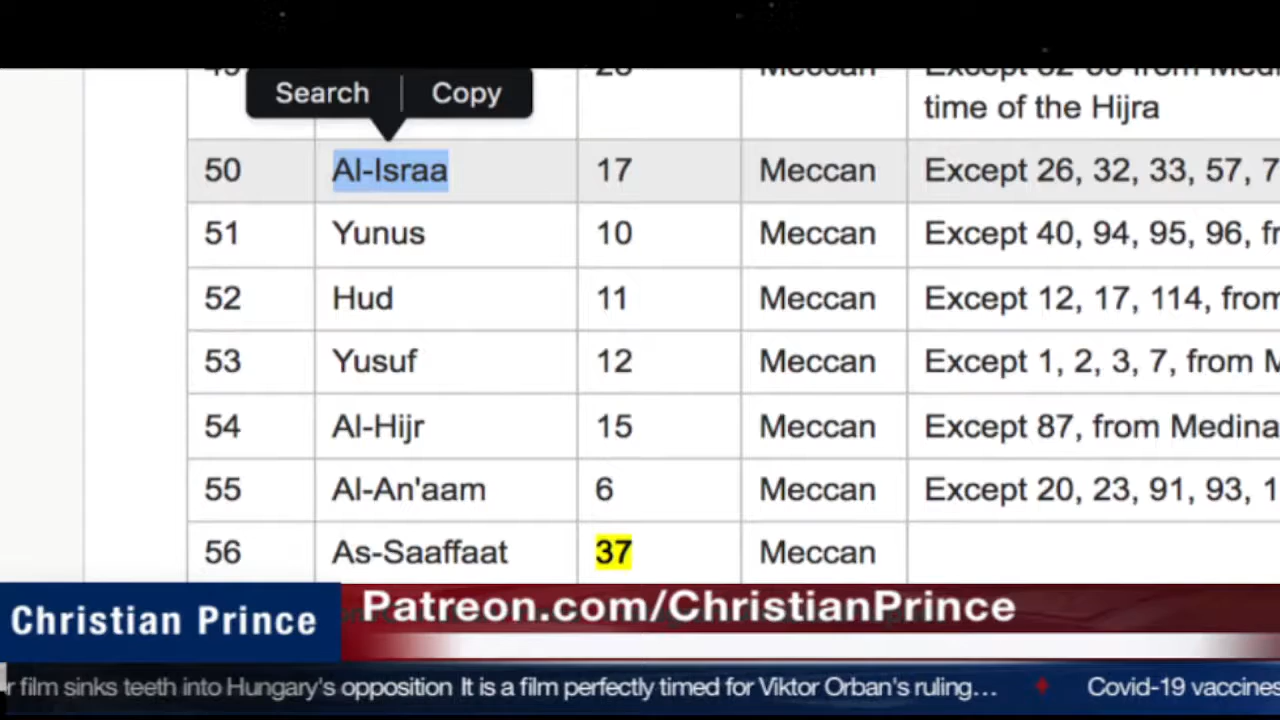 Search Copy
time of the Hijra
50 Al-Israa 17 Meccan Except 26, 32, 33, 57, 7
51 Yunus 10 Meccan Except 40, 94, 95, 96, fr
52 Hud 11 Meccan Except 12, 17, 114, from
53 Yusuf 12 Meccan Except 1, 2, 3, 7, from M
54 Al-Hijr 15 Meccan Except 87, from Medina
55 Al-An'aam 6 Meccan Except 20, 23, 91, 93, 1
56 As-Saaffaat 37 Meccan
Christian Prince Patreon.com/ChristianPrince
r film sinks teeth into Hungary's opposition It is a film perfectly timed for Viktor Orban's ruling... Covid-19 vaccines